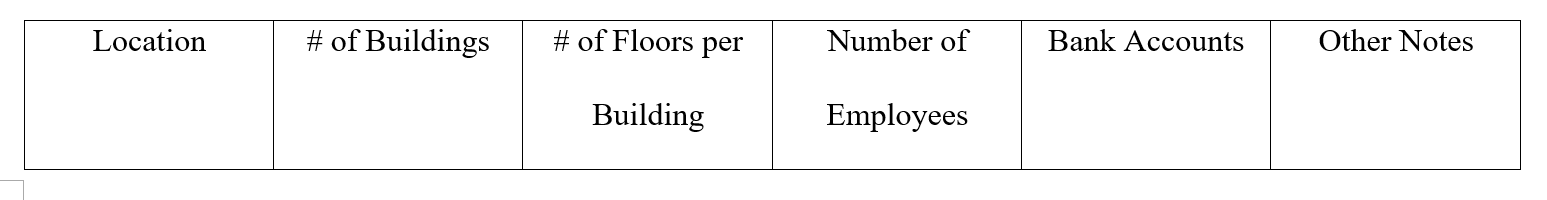 Location
# of Buildings
# of Floors per
Building
Number of
Employees
Bank Accounts
Other Notes